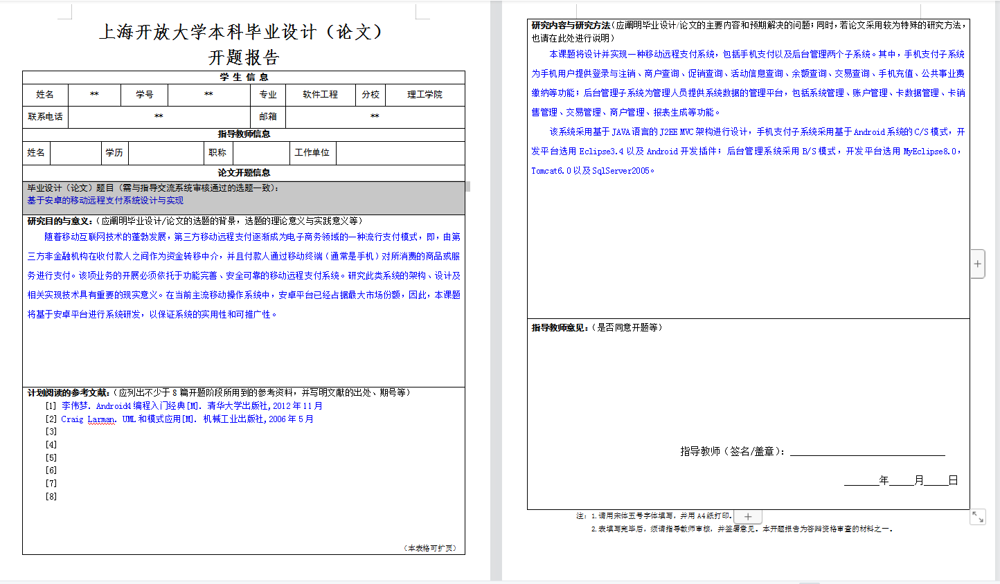 上海开放大学本科毕业设计（论文）
开题报告
学 生 信 息
姓名 ** 学号 ** 专业 软件工程 分校 理工学院
联系电话 ** 邮箱 **
指导教师信息
姓名 学历 职称 工作单位
论文开题信息
毕业设计（论文）题目（需与指导交流系统审核通过的选题一致）：
基于安卓的移动远程支付系统设计与实现
研究目的与意义：（应阐明毕业设计/论文的选题的背景，选题的理论意义与实践意义等）
随着移动互联网技术的蓬勃发展，第三方移动远程支付逐渐成为电子商务领域的一种流行支付模式，即，由第
三方非金融机构在收付款人之间作为资金转移中介，并且付款人通过移动终端（通常是手机）对所消费的商品或服
务进行支付。该项业务的开展必须依托于功能完善、安全可靠的移动远程支付系统。研究此类系统的架构、设计及
相关实现技术具有重要的现实意义。在当前主流移动操作系统中，安卓平台已经占据最大市场份额，因此，本课题
将基于安卓平台进行系统研发，以保证系统的实用性和可推广性。
计划阅读的参考文献：（应列出不少于 8 篇开题阶段所用到的参考资料，并写明文献的出处、期号等）
[1] 李伟梦. Android4 编程入门经典[M]. 清华大学出版社,2012 年 11 月
[2] Craig Larman. UML 和模式应用[M]. 机械工业出版社,2006 年 5 月
[3]
[4]
[5]
[6]
[7]
[8]
（本表格可扩页）
研究内容与研究方法（应阐明毕业设计/论文的主要内容和预期解决的问题；同时，若论文采用较为特殊的研究方法，
也请在此处进行说明）
本课题将设计并实现一种移动远程支付系统，包括手机支付以及后台管理两个子系统。其中，手机支付子系统
为手机用户提供登录与注销、商户查询、促销查询、活动信息查询、余额查询、交易查询、手机充值、公共事业费
缴纳等功能；后台管理子系统为管理人员提供系统数据的管理平台，包括系统管理、账户管理、卡数据管理、卡销
售管理、交易管理、商户管理、报表生成等功能。
该系统采用基于 JAVA 语言的 J2EE MVC 架构进行设计，手机支付子系统采用基于 Android 系统的 C/S 模式，开
发平台选用 Eclipse3.4 以及 Android 开发插件；后台管理系统采用 B/S 模式，开发平台选用 MyEclipse8.0，
Tomcat6.0 以及 SqlServer2005。
指导教师意见：（是否同意开题等）
指导教师（签名/盖章）：
年 月 日
注：1.请用宋体五号字体填写，并用 A4 纸打印。
2.表填写完毕后，须请指导教师审核，并签署意见。本开题报告为答辩资格审查的材料之一。